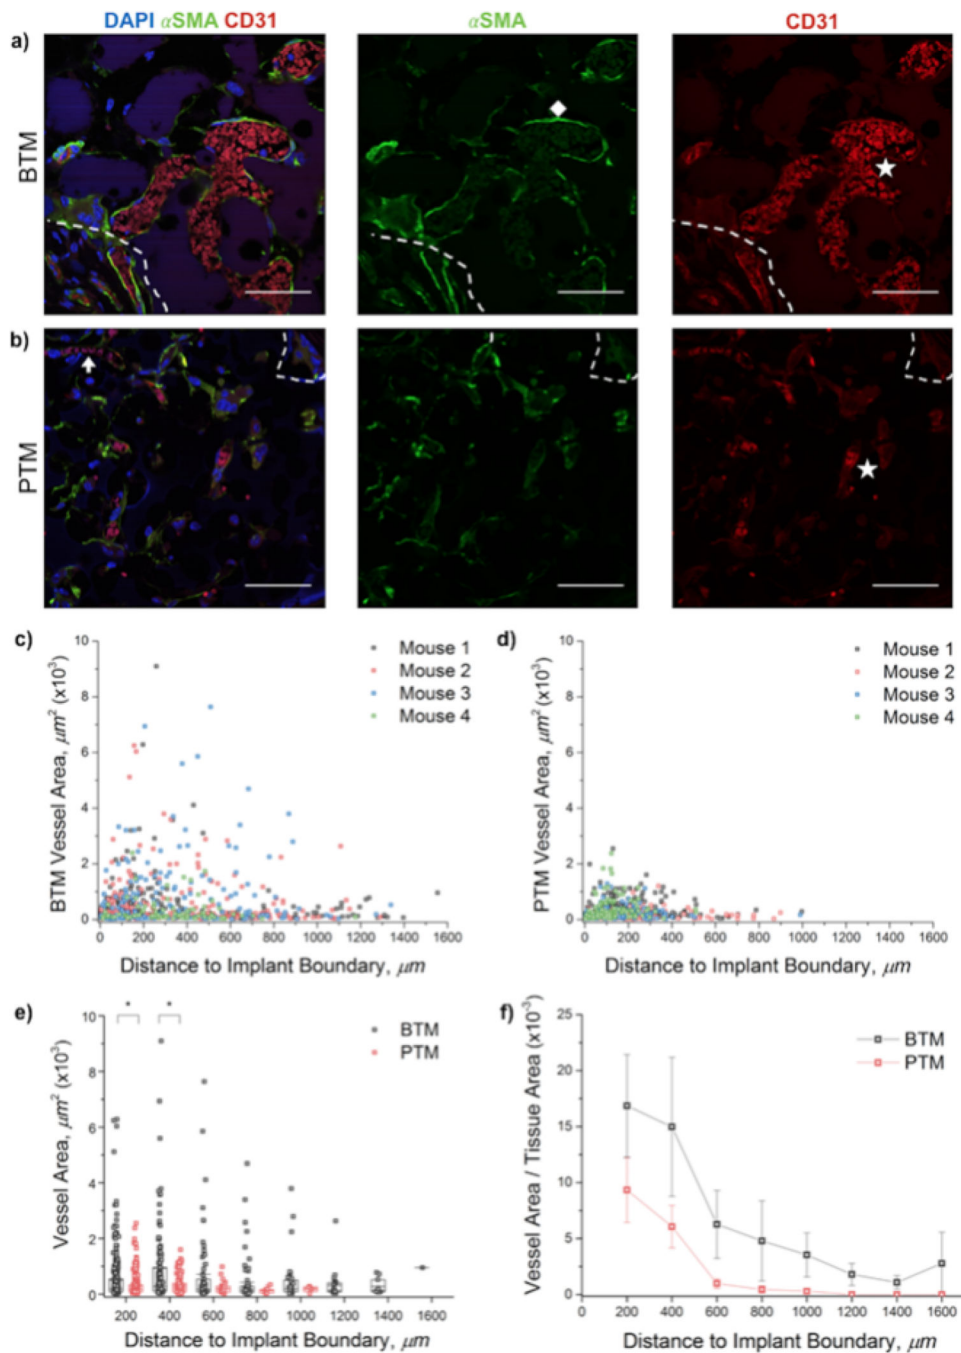 DAPI αSMA CD31
αSMA
CD31
a)
BTM
b)
PTM
c)
10
8
6
4
2
0
BTM Vessel Area, μm² (x10³)
Mouse 1
Mouse 2
Mouse 3
Mouse 4
0 200 400 600 800 1000 1200 1400 1600
Distance to Implant Boundary, μm
d)
10
8
6
4
2
0
PTM Vessel Area, μm² (x10³)
Mouse 1
Mouse 2
Mouse 3
Mouse 4
0 200 400 600 800 1000 1200 1400 1600
Distance to Implant Boundary, μm
e)
10
8
6
4
2
0
Vessel Area, μm² (x10³)
* *
BTM
PTM
200 400 600 800 1000 1200 1400 1600
Distance to Implant Boundary, μm
f)
25
20
15
10
5
0
Vessel Area / Tissue Area (x10⁻³)
BTM
PTM
200 400 600 800 1000 1200 1400 1600
Distance to Implant Boundary, μm